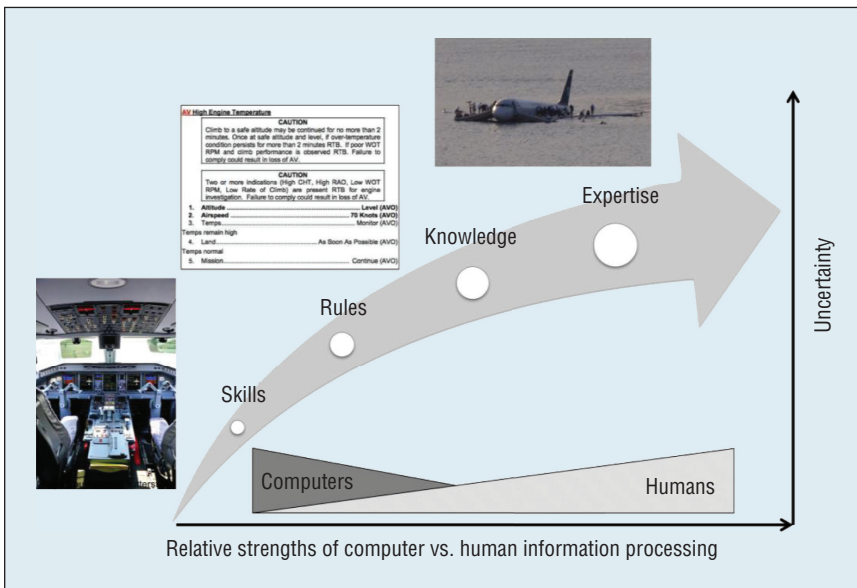 AV High Engine Temperature
CAUTION
Climb to a safe altitude may be continued for no more than 2
minutes. Once at safe altitude and level, if over-temperature
condition persists for more than 2 minutes RTB. If poor WOT
RPM and climb performance is observed RTB. Failure to
comply could result in loss of AV.
CAUTION
Two or more indications (High CHT, High RAO, Low WOT
RPM, Low Rate of Climb) are present RTB for engine
investigation. Failure to comply could result in loss of AV.
1. Altitude ... Level (AVO)
2. Airspeed ... 70 Knots (AVO)
3. Temps ... Monitor (AVO)
Temps remain high
4. Land ... As Soon As Possible (AVO)
Temps normal
5. Mission ... Continue (AVO)
Expertise
Knowledge
Rules
Skills
Uncertainty
Computers
Humans
Relative strengths of computer vs. human information processing